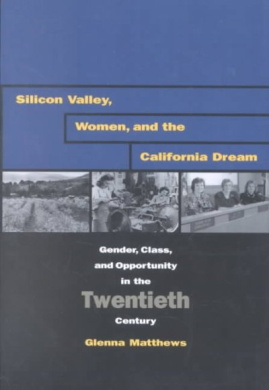 Silicon Valley,
Women, and the
California Dream
Gender, Class,
and Opportunity
in the
Twentieth
Century
Glenna Matthews